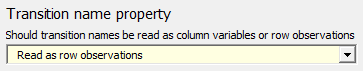 Transition name property
Should transition names be read as column variables or row observations
Read as row observations